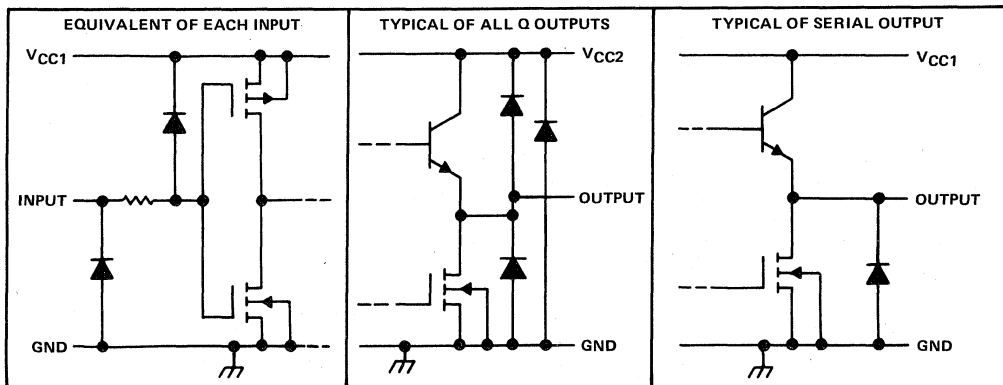 EQUIVALENT OF EACH INPUT
VCC1
INPUT
GND
TYPICAL OF ALL Q OUTPUTS
VCC2
OUTPUT
GND
TYPICAL OF SERIAL OUTPUT
VCC1
OUTPUT
GND